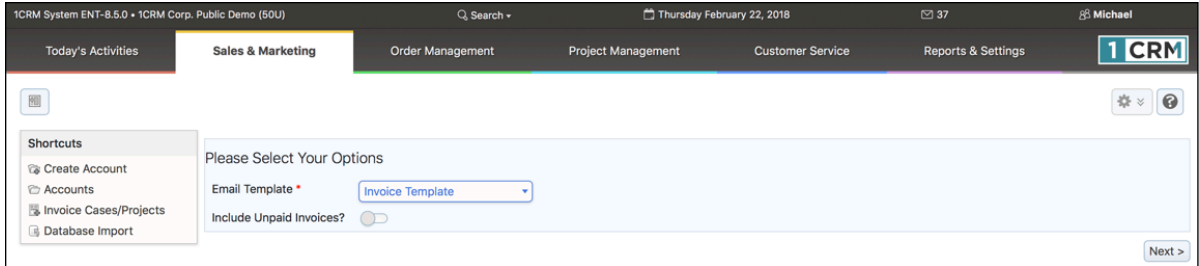 1CRM System ENT-8.5.0 • 1CRM Corp. Public Demo (50U) Search Thursday February 22, 2018 37 Michael
Today's Activities Sales & Marketing Order Management Project Management Customer Service Reports & Settings 1 CRM
Shortcuts
Create Account
Accounts
Invoice Cases/Projects
Database Import
Please Select Your Options
Email Template * Invoice Template
Include Unpaid Invoices?
Next >